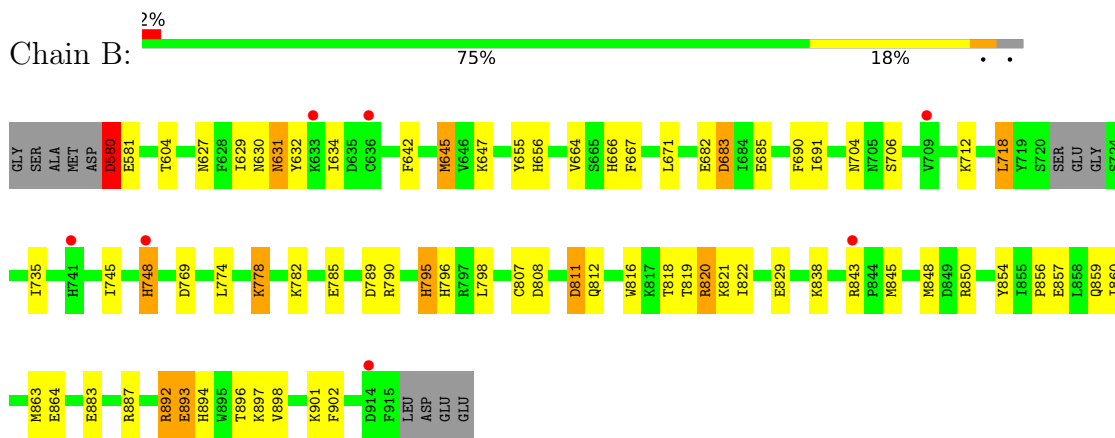 2%
Chain B:
75% 18% • •
GLY SER ALA MET ASP D580 E581 T604 N627 F628 I629 N630 N631 Y632 K633 I634 D635 C636 F642 M645 V646 K647 Y655 H656 V664 S665 H666 F667 L671 E682 D683 I684 E685 F690 I691 N704 N705 S706 V709 K712 L718 Y719 S720 SER GLU GLY S724
I735 H741 I745 H748 D769 L774 K778 K782 E785 D789 R790 H795 H796 R797 L798 C807 D808 D811 Q812 W816 K817 T818 T819 R820 K821 I822 E829 K838 R843 P844 M845 M848 D849 R850 Y854 I855 P856 E857 L858 Q859 I860
M863 E864 E883 R887 R892 E893 H894 W895 T896 K897 V898 K901 F902 D914 F915 LEU ASP GLU GLU